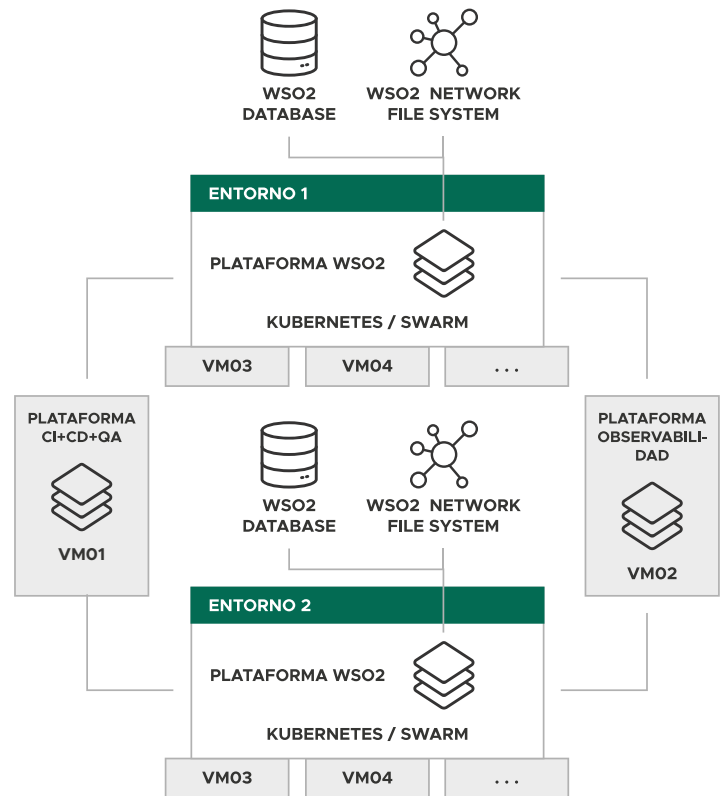 WSO2
DATABASE
WSO2 NETWORK
FILE SYSTEM
ENTORNO 1
PLATAFORMA WSO2
KUBERNETES / SWARM
VM03
VM04
...
PLATAFORMA
CI+CD+QA
VM01
PLATAFORMA
OBSERVABILI-
DAD
VM02
WSO2
DATABASE
WSO2 NETWORK
FILE SYSTEM
ENTORNO 2
PLATAFORMA WSO2
KUBERNETES / SWARM
VM03
VM04
...